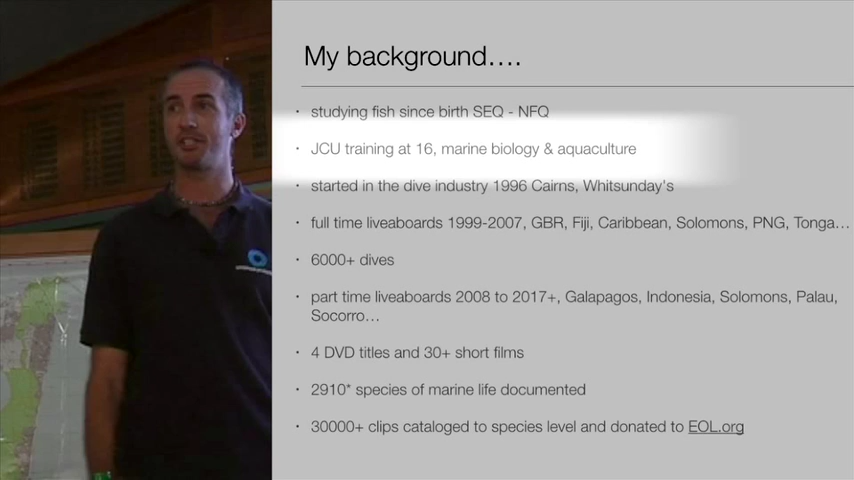 My background….
· studying fish since birth SEQ - NFQ
· JCU training at 16, marine biology & aquaculture
· started in the dive industry 1996 Cairns, Whitsunday's
· full time liveaboards 1999-2007, GBR, Fiji, Caribbean, Solomons, PNG, Tonga…
· 6000+ dives
· part time liveaboards 2008 to 2017+, Galapagos, Indonesia, Solomons, Palau,
Socorro…
· 4 DVD titles and 30+ short films
· 2910* species of marine life documented
· 30000+ clips cataloged to species level and donated to EOL.org